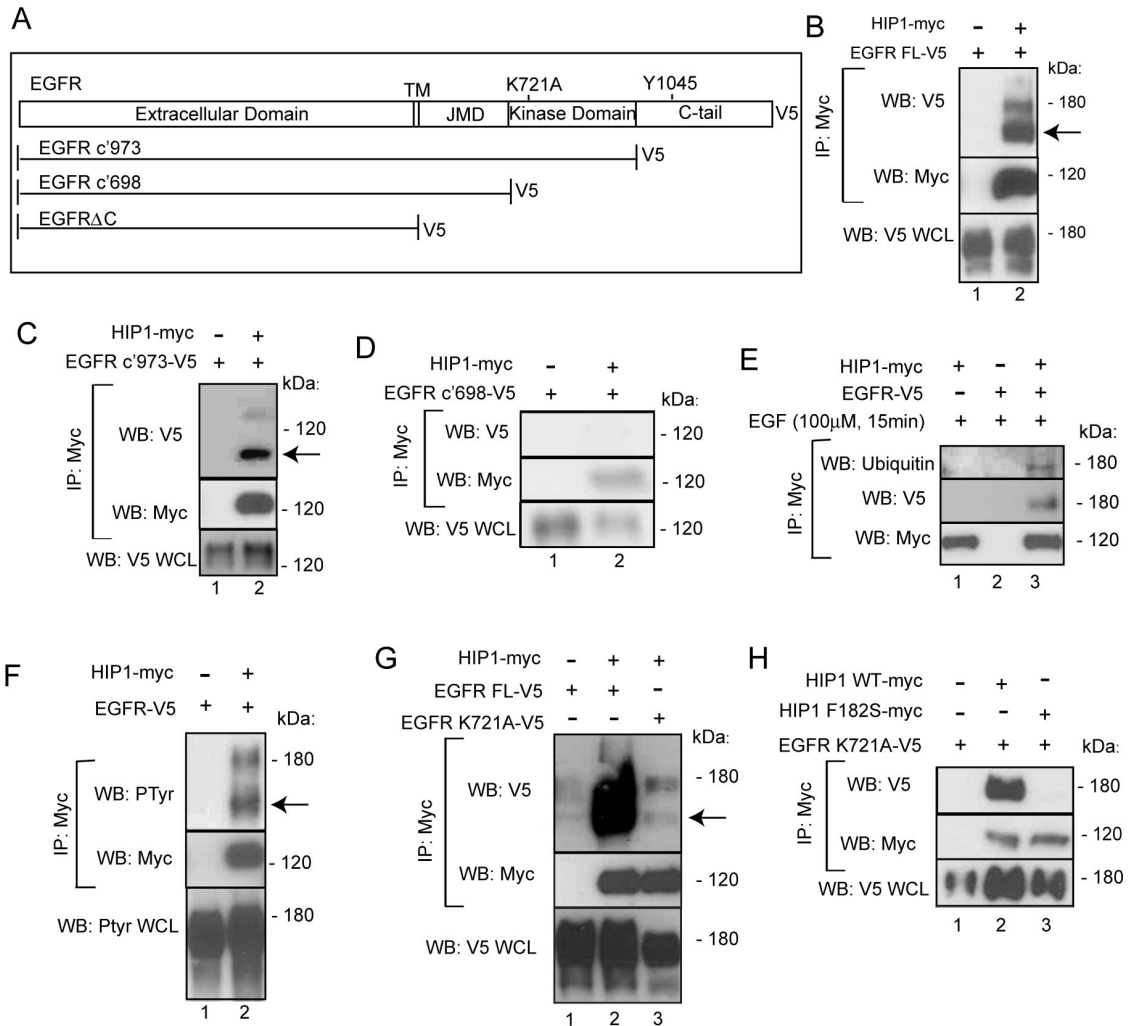 A
EGFR
TM
K721A
Y1045
Extracellular Domain
JMD
Kinase Domain
C-tail
V5
EGFR c'973
V5
EGFR c'698
V5
EGFRΔC
V5
B
HIP1-myc - +
EGFR FL-V5 + +
kDa:
IP: Myc
WB: V5
- 180
WB: Myc
- 120
WB: V5 WCL
- 180
1 2
C
HIP1-myc - +
EGFR c'973-V5 + +
kDa:
IP: Myc
WB: V5
- 120
WB: Myc
- 120
WB: V5 WCL
- 120
1 2
D
HIP1-myc - +
EGFR c'698-V5 + +
kDa:
IP: Myc
WB: V5
- 120
WB: Myc
- 120
WB: V5 WCL
- 120
1 2
E
HIP1-myc + - +
EGFR-V5 - + +
EGF (100μM, 15min) + + +
kDa:
IP: Myc
WB: Ubiquitin
- 180
WB: V5
- 180
WB: Myc
- 120
1 2 3
F
HIP1-myc - +
EGFR-V5 + +
kDa:
IP: Myc
WB: PTyr
- 180
WB: Myc
- 120
WB: Ptyr WCL
- 180
1 2
G
HIP1-myc - + +
EGFR FL-V5 + + -
EGFR K721A-V5 - - +
kDa:
IP: Myc
WB: V5
- 180
WB: Myc
- 120
WB: V5 WCL
- 180
1 2 3
H
HIP1 WT-myc - + -
HIP1 F182S-myc - - +
EGFR K721A-V5 + + +
kDa:
IP: Myc
WB: V5
- 180
WB: Myc
- 120
WB: V5 WCL
- 180
1 2 3